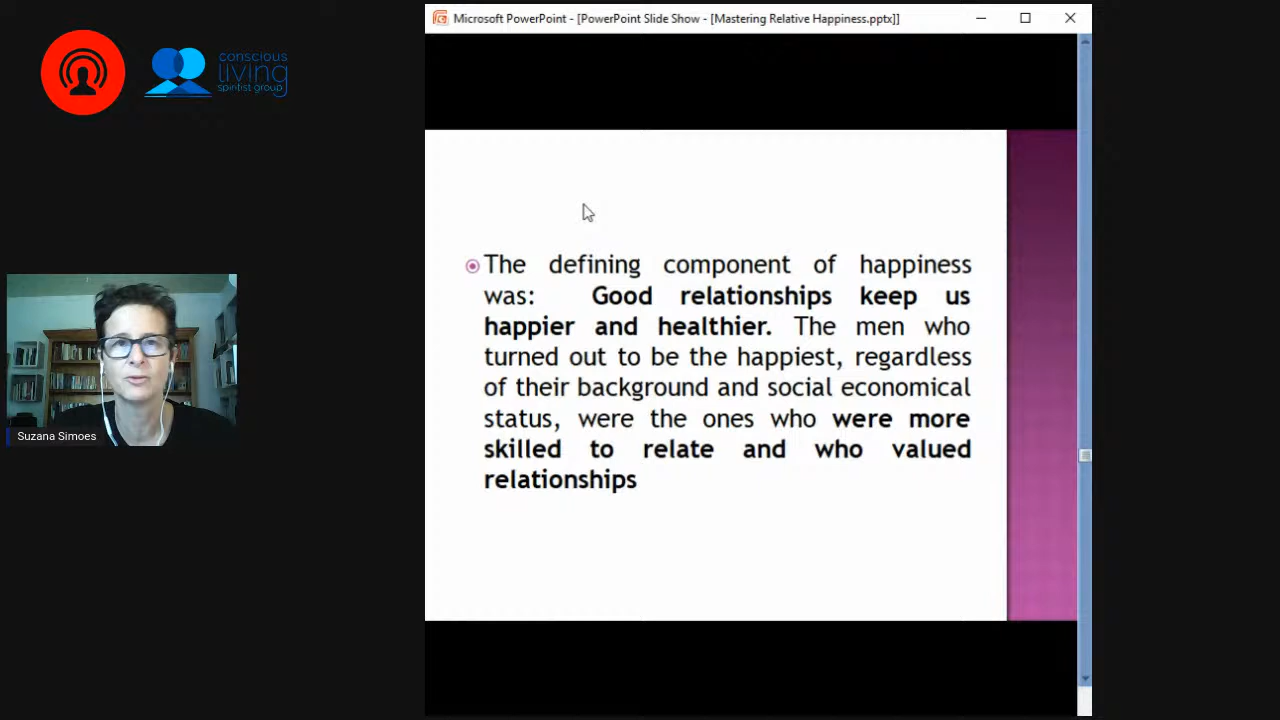 Microsoft PowerPoint - [PowerPoint Slide Show - [Mastering Relative Happiness.pptx]]
conscious
living
spiritist group
The defining component of happiness
was: Good relationships keep us
happier and healthier. The men who
turned out to be the happiest, regardless
of their background and social economical
status, were the ones who were more
skilled to relate and who valued
relationships
Suzana Simoes